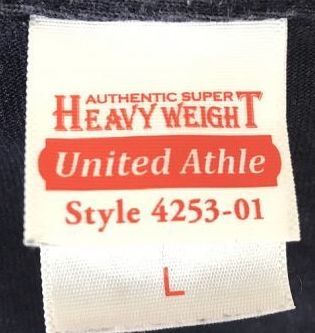 AUTHENTIC SUPER
HEAVY WEIGHT
United Athle
Style 4253-01
L